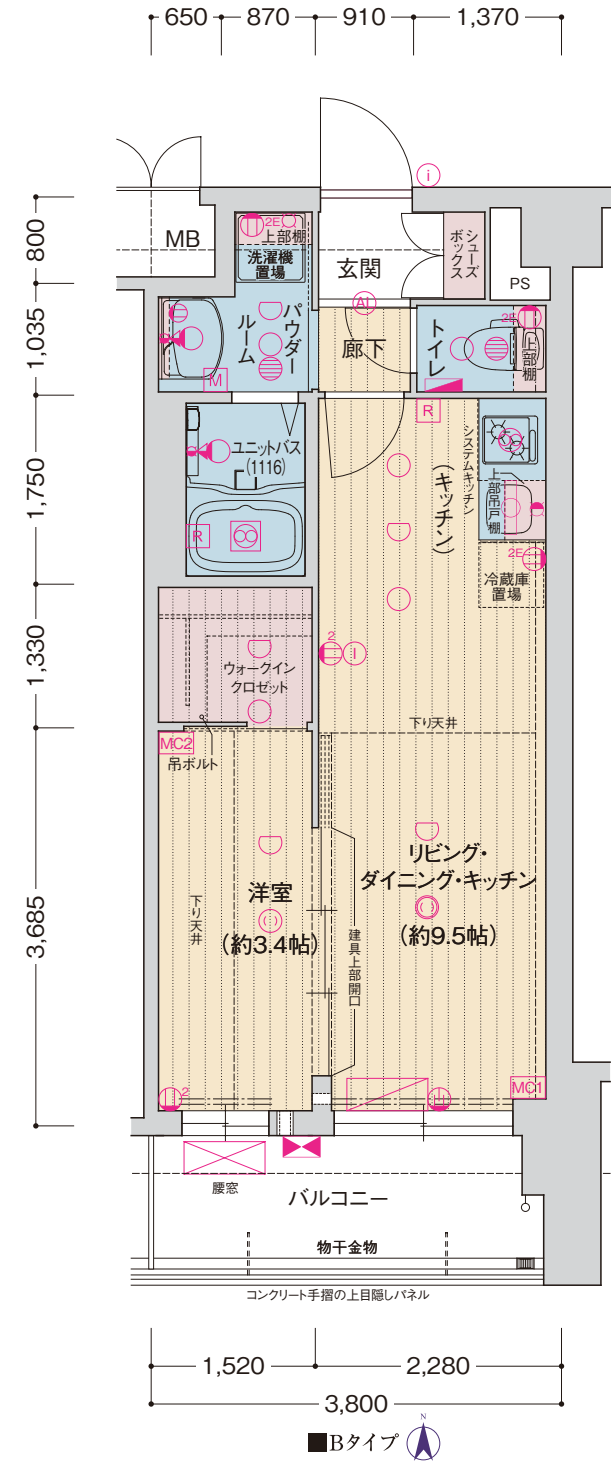 650
870
910
1,370
800
1,035
1,750
1,330
3,685
i
MB
2E
上部棚
洗濯機
置場
玄関
シューズ
ボックス
PS
AI
パウダー
ルーム
M
廊下
トイレ
2E
上部棚
R
ユニットバス
(1116)
R
システムキッチン
(キッチン)
上部吊戸棚
2E
冷蔵庫
置場
ウォークイン
クロゼット
2
I
MC2
吊ボルト
下り天井
洋室
(約3.4帖)
下り天井
リビング・
ダイニング・キッチン
(約9.5帖)
建具上部開口
2
MC1
腰窓
バルコニー
物干金物
コンクリート手摺の上目隠しパネル
1,520
2,280
3,800
■Bタイプ
N